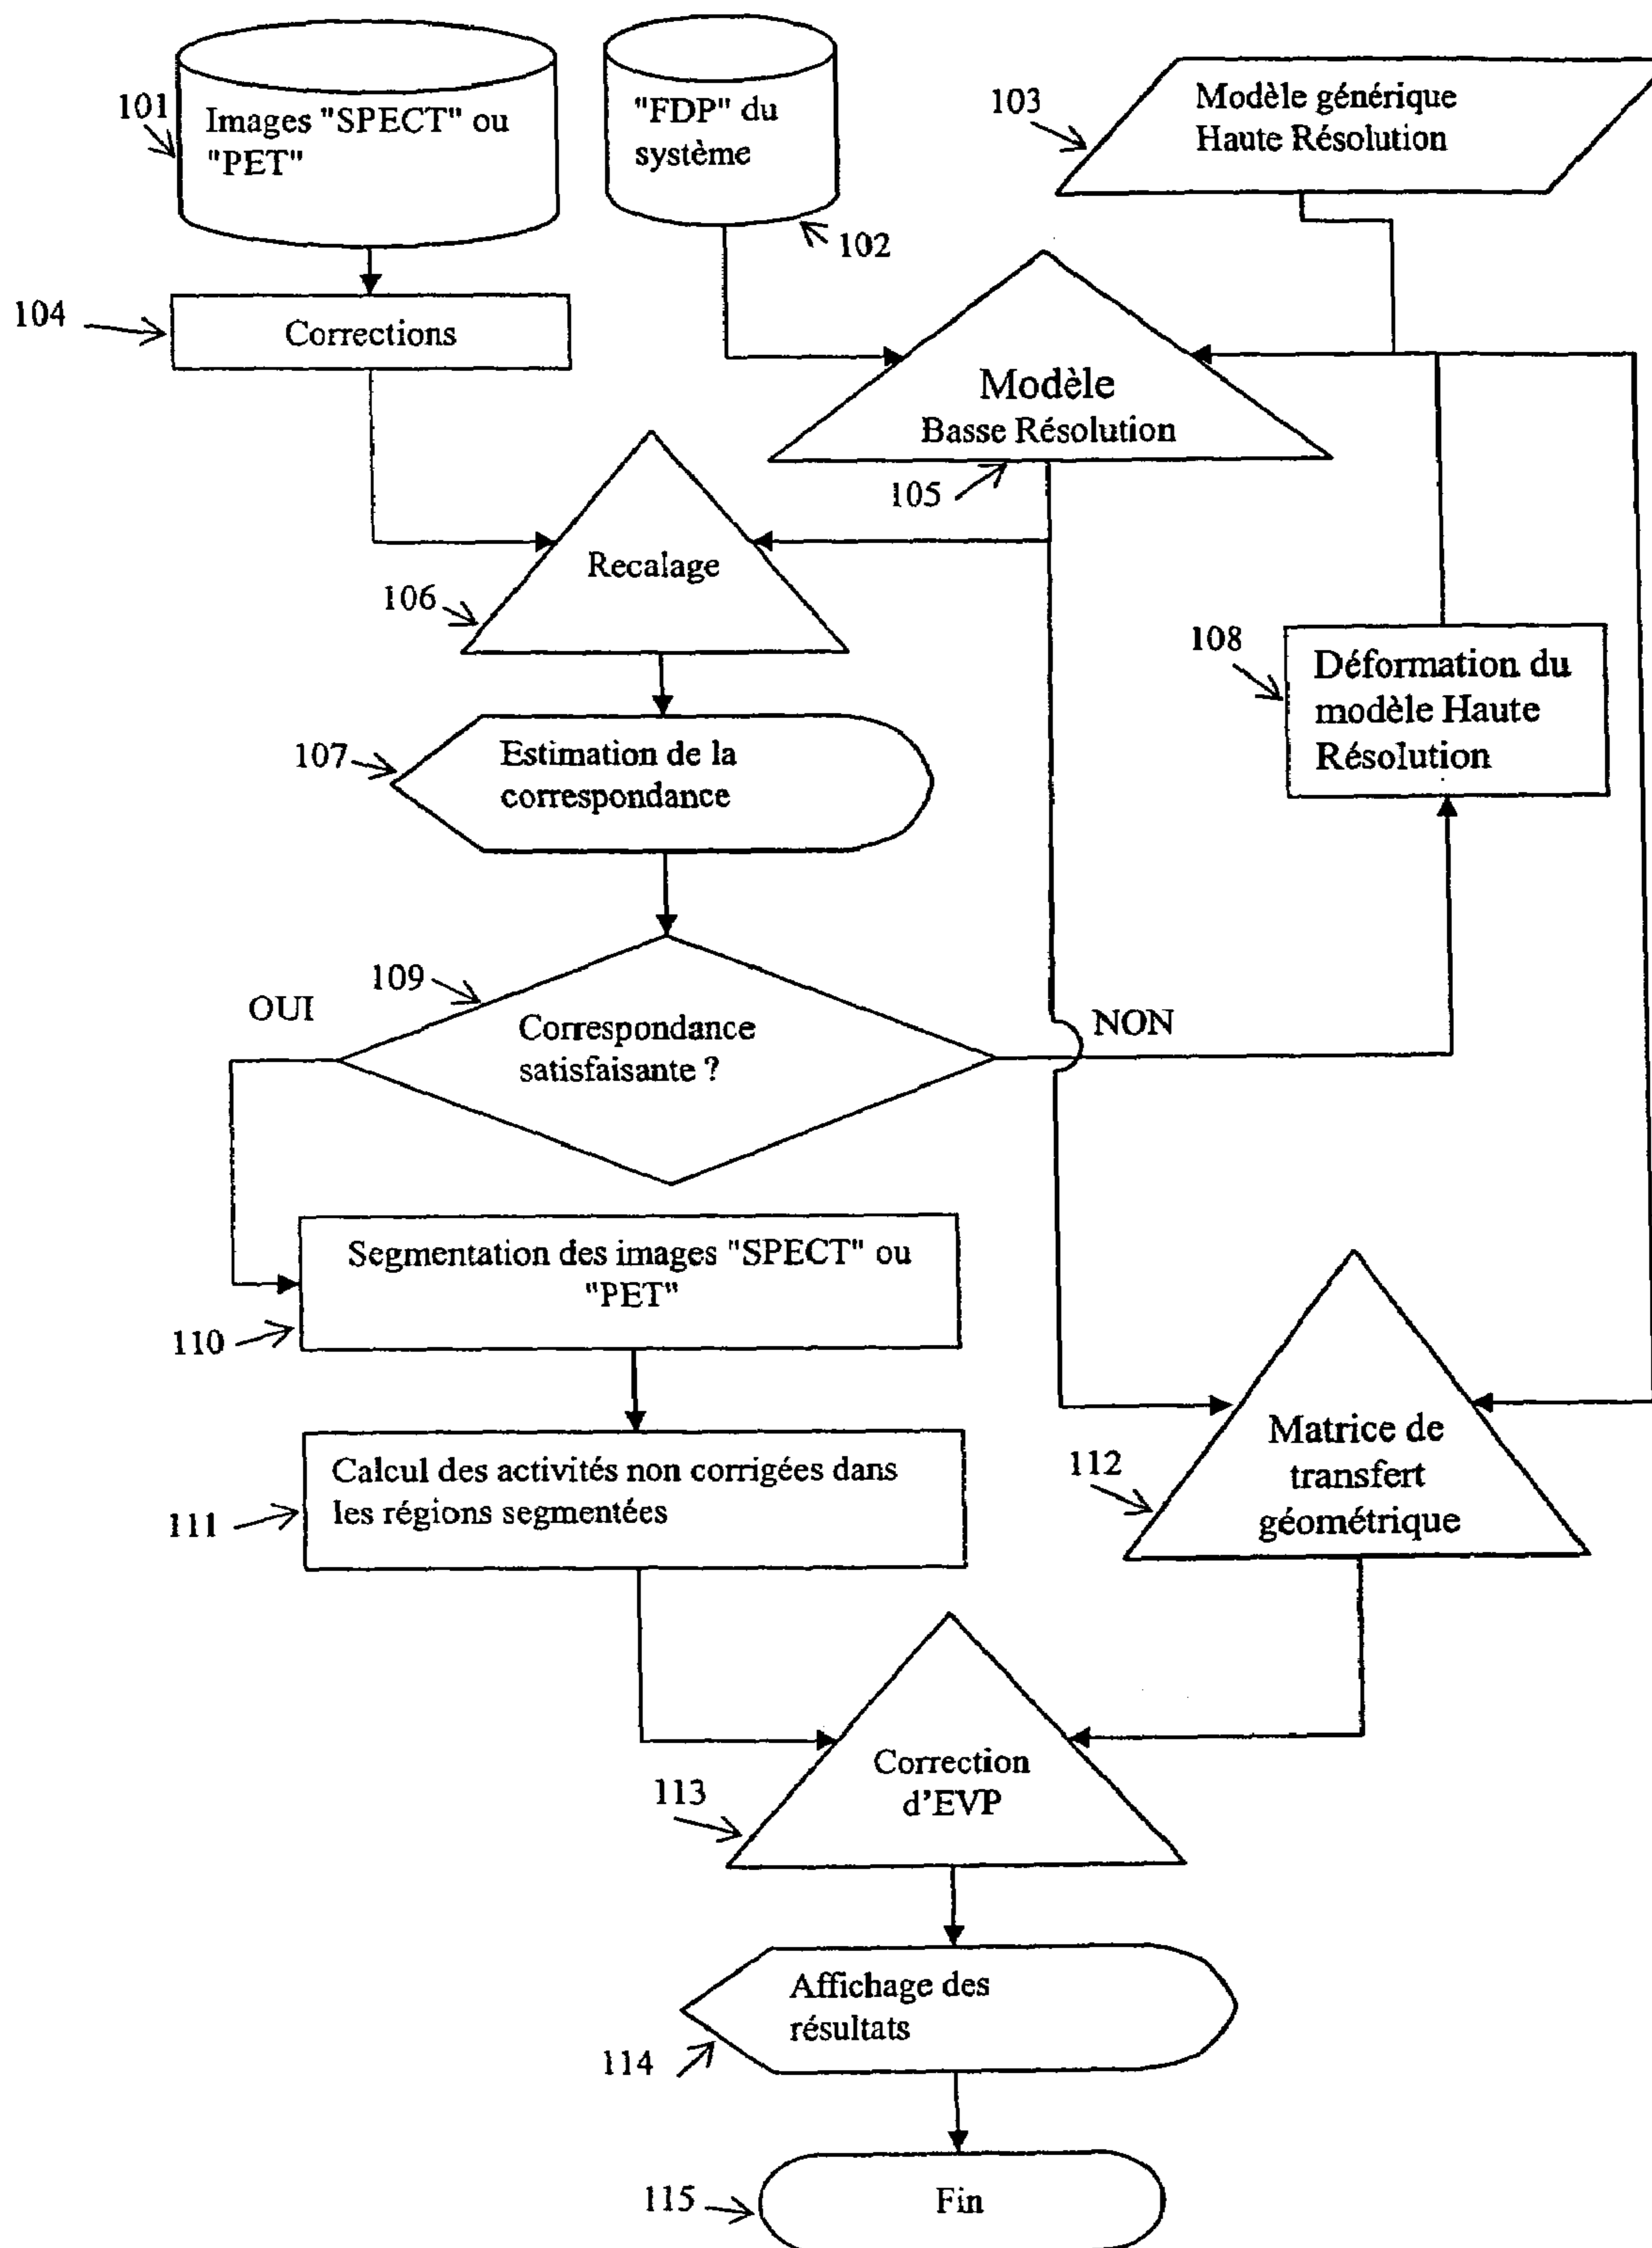 101
Images "SPECT" ou
"PET"
"FDP" du
système
102
103
Modèle générique
Haute Résolution
104
Corrections
Modèle
Basse Résolution
105
Recalage
106
107
Estimation de la
correspondance
108
Déformation du
modèle Haute
Résolution
109
OUI
Correspondance
satisfaisante ?
NON
Segmentation des images "SPECT" ou
"PET"
110
Calcul des activités non corrigées dans
les régions segmentées
111
112
Matrice de
transfert
géométrique
113
Correction
d'EVP
Affichage des
résultats
114
115
Fin